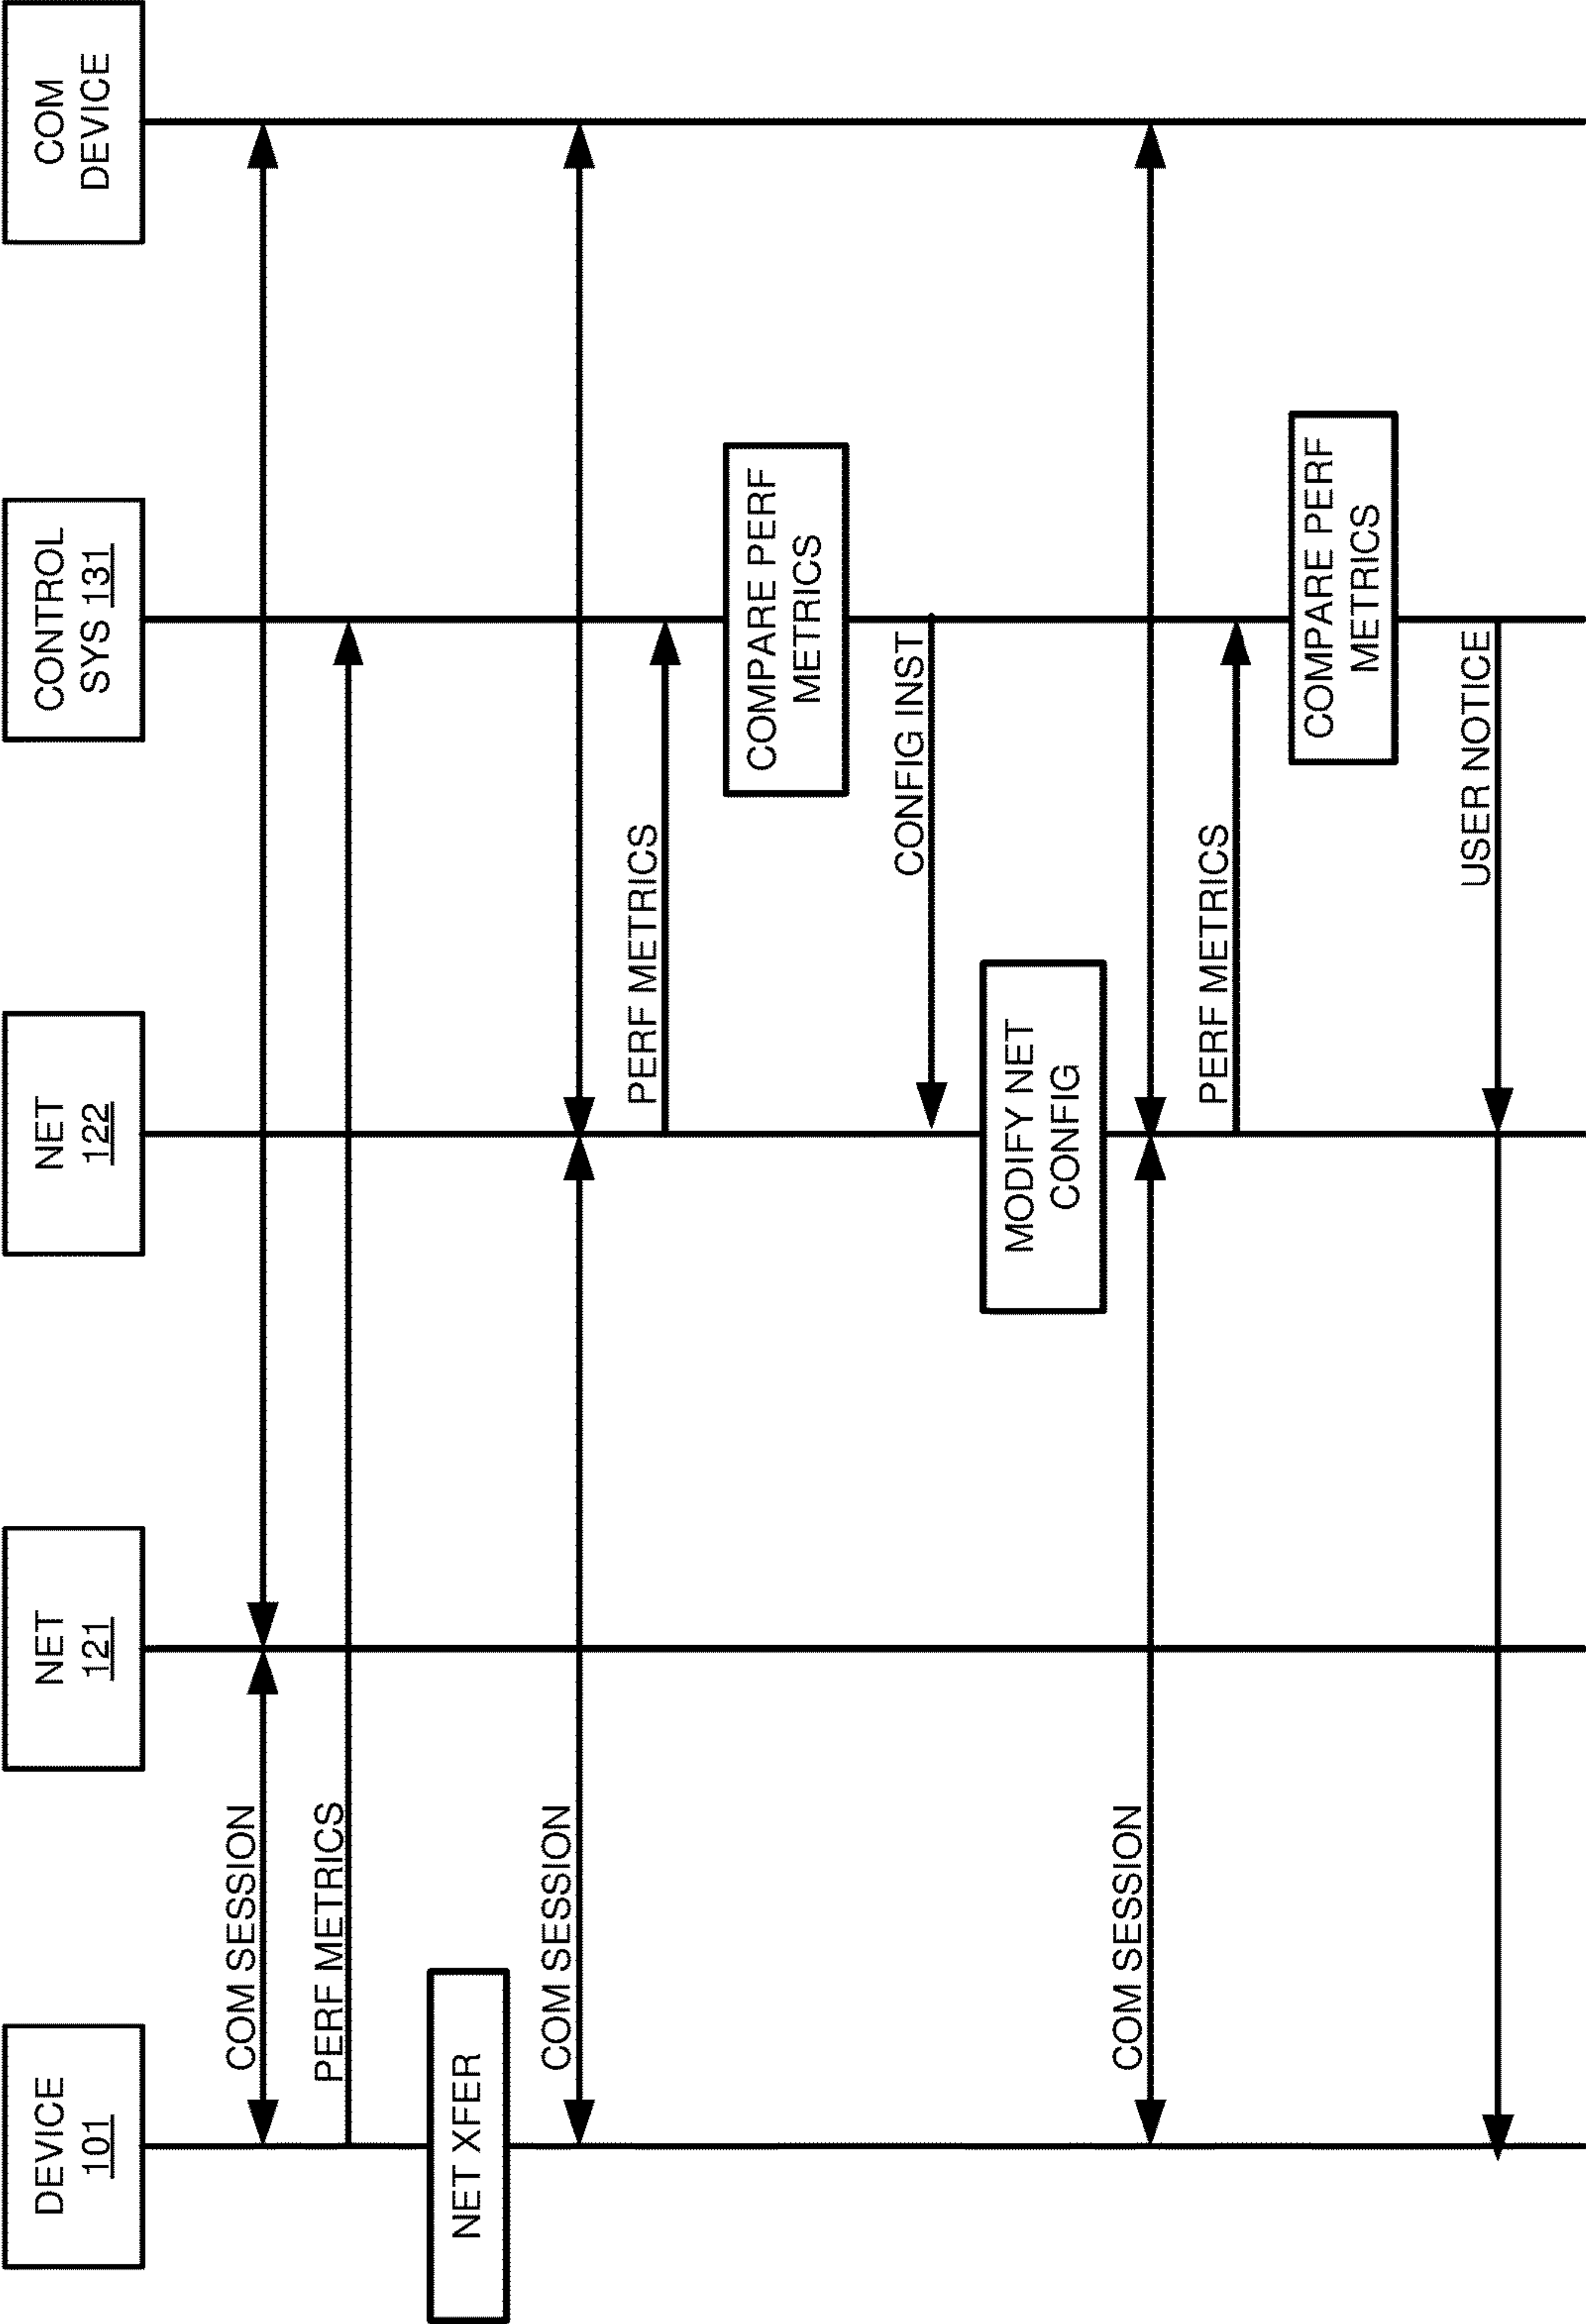 DEVICE
101
NET
121
NET
122
CONTROL
SYS 131
COM
DEVICE
COM SESSION
PERF METRICS
NET XFER
COM SESSION
PERF METRICS
COMPARE PERF
METRICS
CONFIG INST
MODIFY NET
CONFIG
COM SESSION
PERF METRICS
COMPARE PERF
METRICS
USER NOTICE